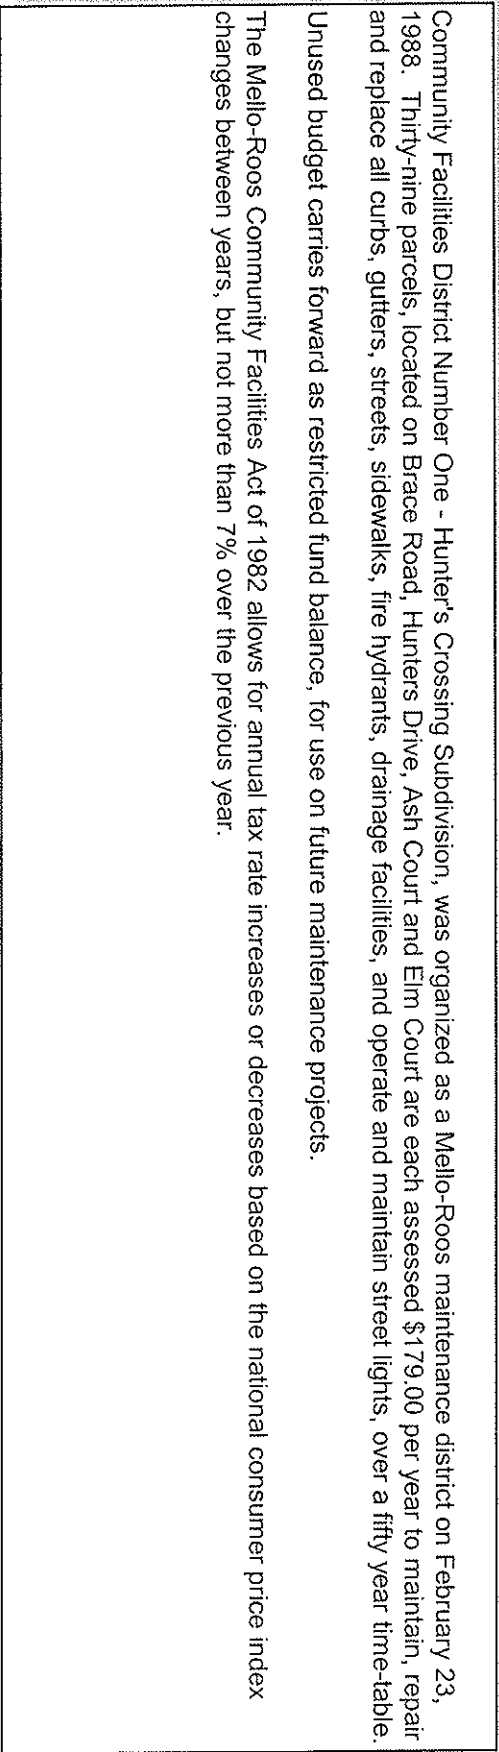 Community Facilities District Number One - Hunter's Crossing Subdivision, was organized as a Mello-Roos maintenance district on February 23,
1988.  Thirty-nine parcels, located on Brace Road, Hunters Drive, Ash Court and Elm Court are each assessed $179.00 per year to maintain, repair
and replace all curbs, gutters, streets, sidewalks, fire hydrants, drainage facilities, and operate and maintain street lights, over a fifty year time-table.
Unused budget carries forward as restricted fund balance, for use on future maintenance projects.
The Mello-Roos Community Facilities Act of 1982 allows for annual tax rate increases or decreases based on the national consumer price index
changes between years, but not more than 7% over the previous year.